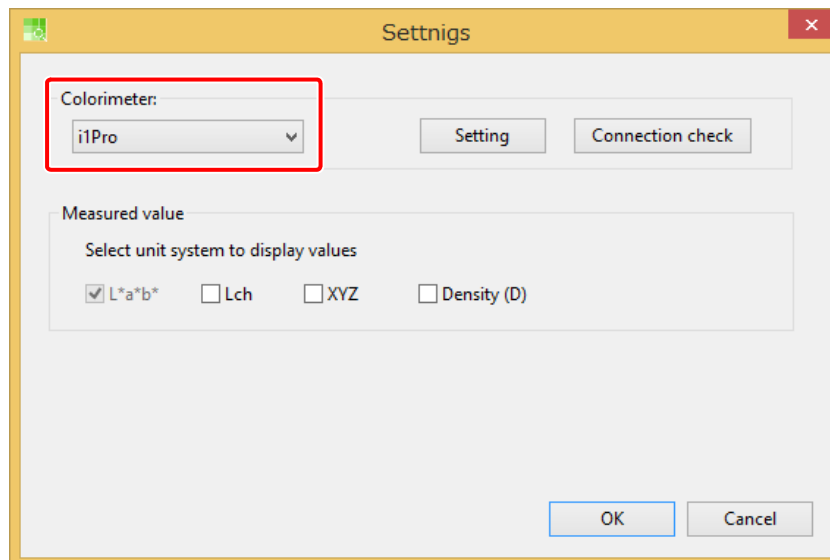 Settnigs
Colorimeter:
i1Pro Setting Connection check
Measured value
Select unit system to display values
L*a*b* Lch XYZ Density (D)
OK Cancel